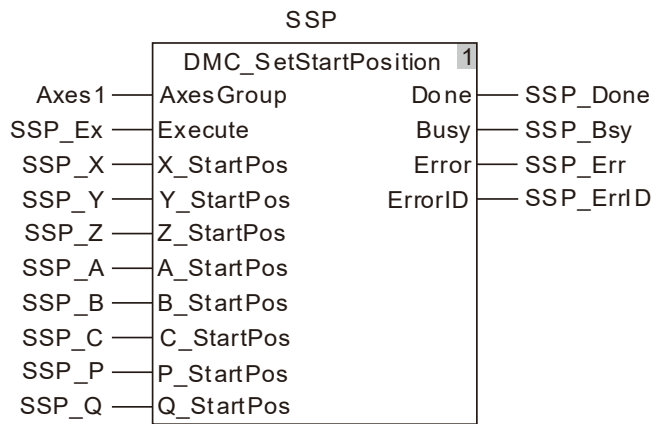 SSP
DMC_SetStartPosition 1
Axes1 AxesGroup Done SSP_Done
SSP_Ex Execute Busy SSP_Bsy
SSP_X X_StartPos Error SSP_Err
SSP_Y Y_StartPos ErrorID SSP_ErrID
SSP_Z Z_StartPos
SSP_A A_StartPos
SSP_B B_StartPos
SSP_C C_StartPos
SSP_P P_StartPos
SSP_Q Q_StartPos